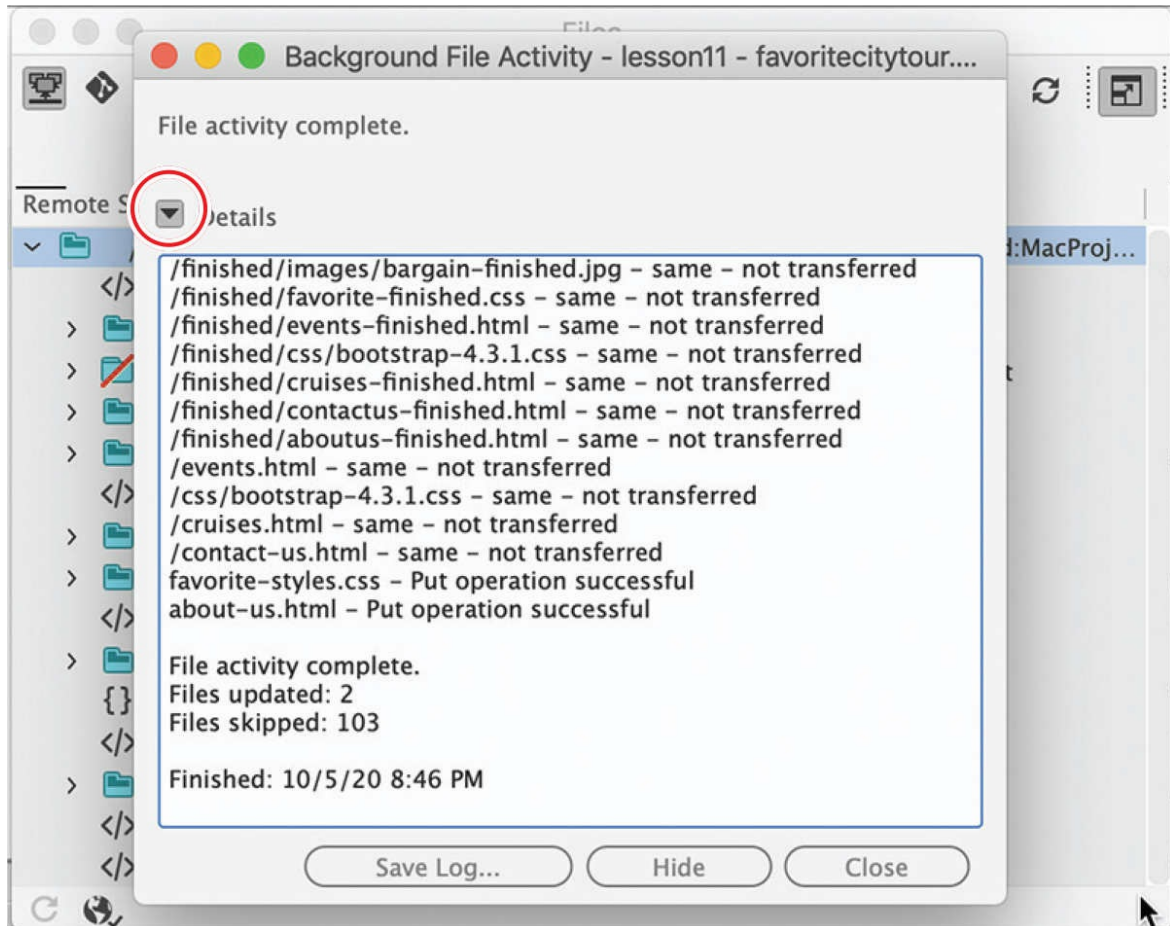 Files
Background File Activity - lesson11 - favoritecitytour....
File activity complete.
Remote S
Details
d:MacProj...
/finished/images/bargain-finished.jpg – same – not transferred
/finished/favorite-finished.css – same – not transferred
/finished/events-finished.html – same – not transferred
/finished/css/bootstrap-4.3.1.css – same – not transferred
/finished/cruises-finished.html – same – not transferred
/finished/contactus-finished.html – same – not transferred
/finished/aboutus-finished.html – same – not transferred
/events.html – same – not transferred
/css/bootstrap-4.3.1.css – same – not transferred
/cruises.html – same – not transferred
/contact-us.html – same – not transferred
favorite-styles.css – Put operation successful
about-us.html – Put operation successful
File activity complete.
Files updated: 2
Files skipped: 103
Finished: 10/5/20 8:46 PM
Save Log...
Hide
Close